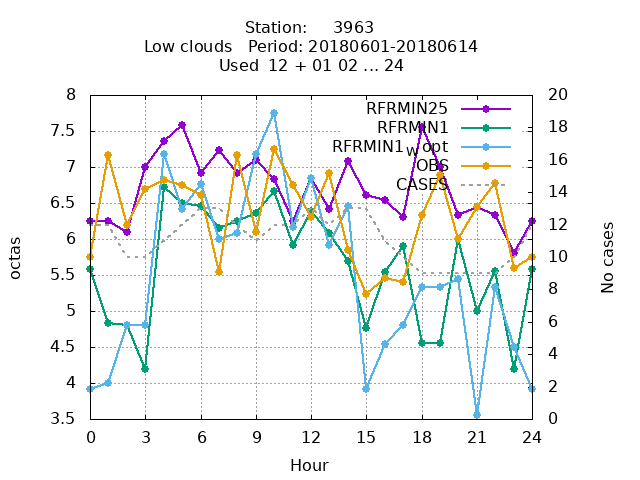 Station:     3963
Low clouds   Period: 20180601-20180614
Used  12 + 01 02 ... 24
octas
No cases
8
7.5
7
6.5
6
5.5
5
4.5
4
3.5
20
18
16
14
12
10
8
6
4
2
0
RFRMIN25
RFRMIN1
RFRMIN1wopt
OBS
CASES
0 3 6 9 12 15 18 21 24
Hour